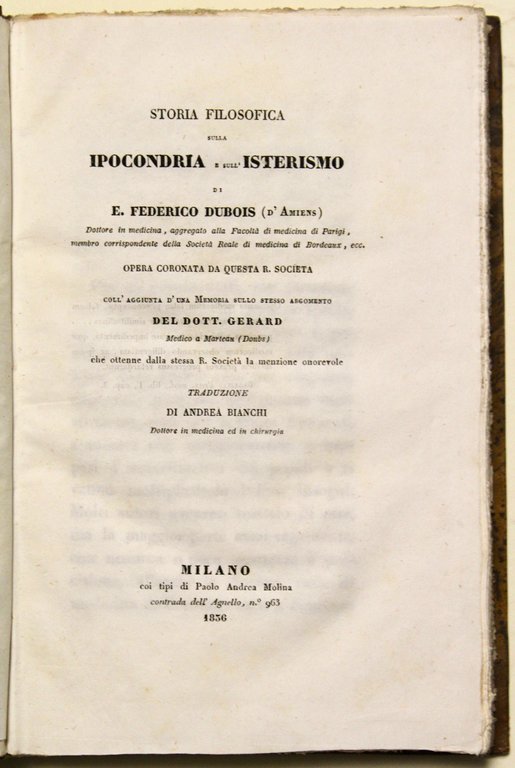 STORIA FILOSOFICA
SULLA
IPOCONDRIA E SULL' ISTERISMO
DI
E. FEDERICO DUBOIS (D' AMIENS)
Dottore in medicina, aggregato alla Facoltà di medicina di Parigi,
membro corrispondente della Società Reale di medicina di Bordeaux, ecc.
OPERA CORONATA DA QUESTA R. SOCIETA
COLL' AGGIUNTA D' UNA MEMORIA SULLO STESSO ARGOMENTO
DEL DOTT. GERARD
Medico a Marteau (Doubs)
che ottenne dalla stessa R. Società la menzione onorevole
TRADUZIONE
DI ANDREA BIANCHI
Dottore in medicina ed in chirurgia
MILANO
coi tipi di Paolo Andrea Molina
contrada dell' Agnello, n.° 963
1836